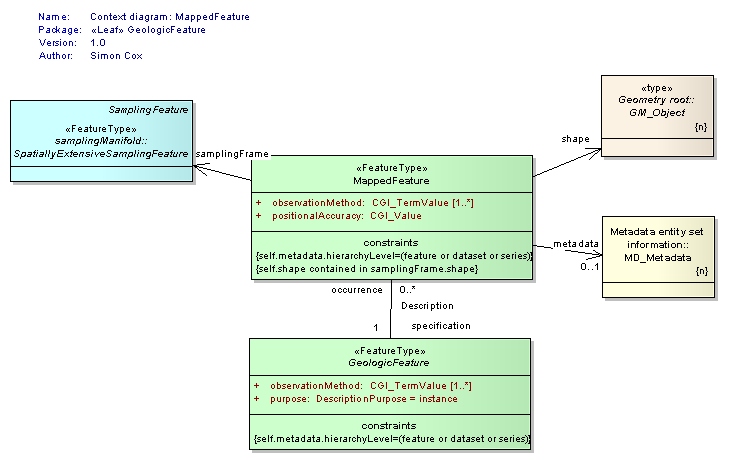 Name: Context diagram: MappedFeature
Package: «Leaf» GeologicFeature
Version: 1.0
Author: Simon Cox
SamplingFeature
«FeatureType»
samplingManifold::
SpatiallyExtensiveSamplingFeature
«type»
Geometry root::
GM_Object
{n}
samplingFrame
shape
«FeatureType»
MappedFeature
+ observationMethod: CGI_TermValue [1..*]
+ positionalAccuracy: CGI_Value
constraints
{self.metadata.hierarchyLevel=(feature or dataset or series)}
{self.shape contained in samplingFrame.shape}
metadata
0..1
Metadata entity set
information::
MD_Metadata
{n}
occurrence 0..*
Description
1 specification
«FeatureType»
GeologicFeature
+ observationMethod: CGI_TermValue [1..*]
+ purpose: DescriptionPurpose = instance
constraints
{self.metadata.hierarchyLevel=(feature or dataset or series)}